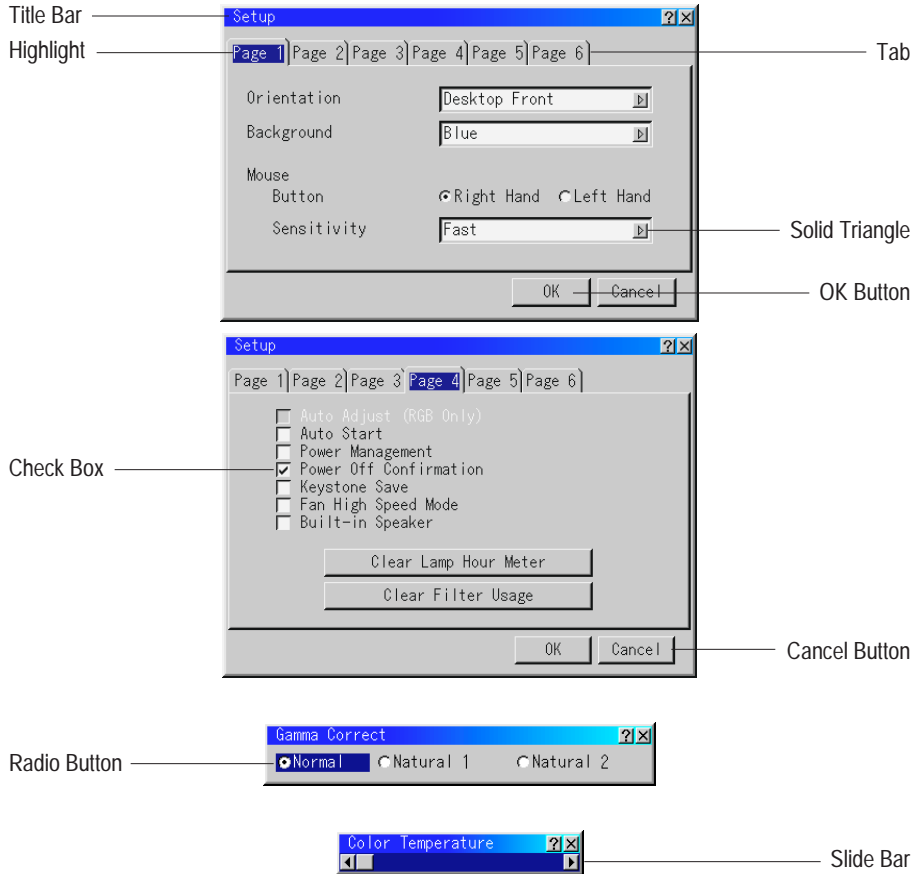 Title Bar
Setup
Highlight
Page 1 Page 2 Page 3 Page 4 Page 5 Page 6
Tab
Orientation Desktop Front
Background Blue
Mouse
Button Right Hand Left Hand
Sensitivity Fast
Solid Triangle
OK Cancel
OK Button
Setup
Page 1 Page 2 Page 3 Page 4 Page 5 Page 6
Auto Adjust (RGB Only)
Auto Start
Power Management
Check Box
Power Off Confirmation
Keystone Save
Fan High Speed Mode
Built-in Speaker
Clear Lamp Hour Meter
Clear Filter Usage
OK Cancel
Cancel Button
Gamma Correct
Radio Button
Normal Natural 1 Natural 2
Color Temperature
Slide Bar